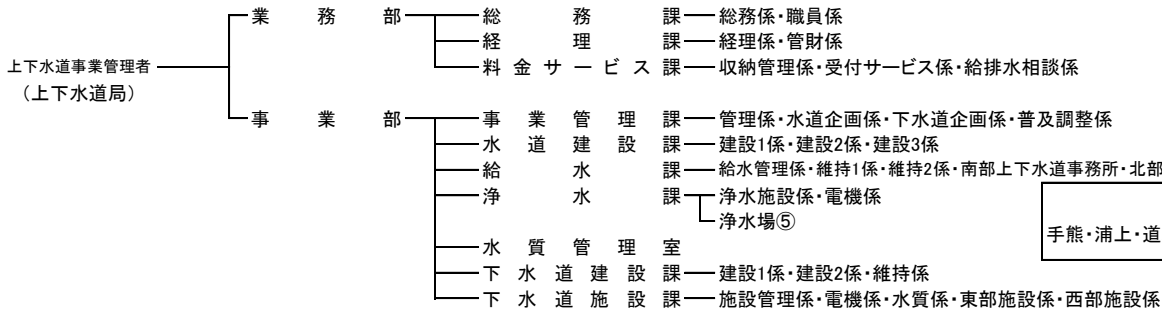 業務部 総務課 総務係・職員係
経理課 経理係・管財係
上下水道事業管理者 料金サービス課 収納管理係・受付サービス係・給排水相談係
（上下水道局）
事業部 事業管理課 管理係・水道企画係・下水道企画係・普及調整係
水道建設課 建設1係・建設2係・建設3係
給水課 給水管理係・維持1係・維持2係・南部上下水道事務所・北部
浄水課 浄水施設係・電機係
浄水場⑤
手熊・浦上・道
水質管理室
下水道建設課 建設1係・建設2係・維持係
下水道施設課 施設管理係・電機係・水質係・東部施設係・西部施設係